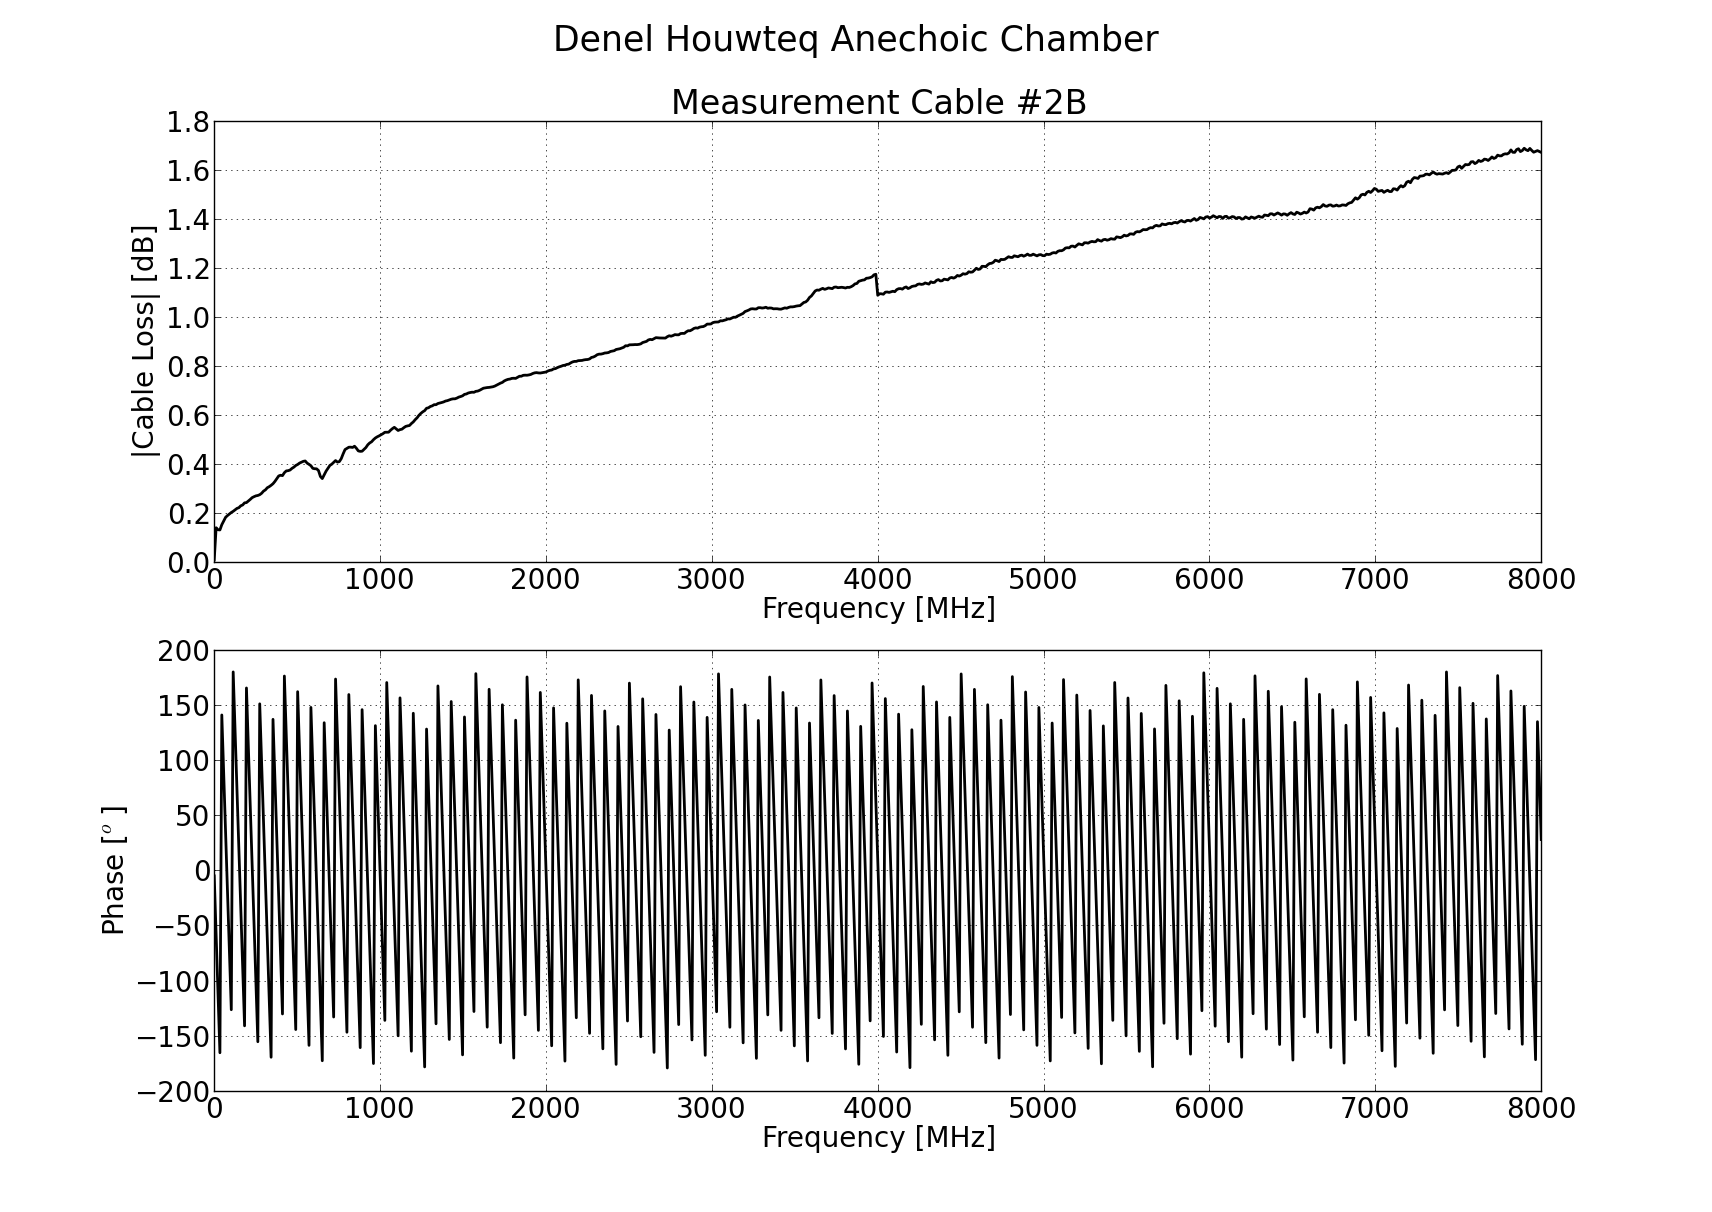 Denel Houwteq Anechoic Chamber
Measurement Cable #2B
|Cable Loss| [dB]
1.8
1.6
1.4
1.2
1.0
0.8
0.6
0.4
0.2
0.0
0 1000 2000 3000 4000 5000 6000 7000 8000
Frequency [MHz]
Phase [°]
200
150
100
50
0
−50
−100
−150
−200
0 1000 2000 3000 4000 5000 6000 7000 8000
Frequency [MHz]